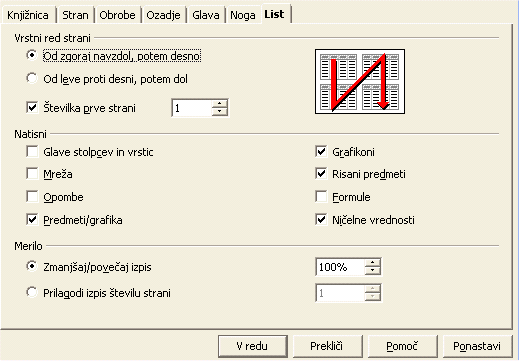 Knjižnica Stran Obrobe Ozadje Glava Noga List
Vrstni red strani
Od zgoraj navzdol, potem desno
Od leve proti desni, potem dol
Številka prve strani 1
Natisni
Glave stolpcev in vrstic Grafikoni
Mreža Risani predmeti
Opombe Formule
Predmeti/grafika Ničelne vrednosti
Merilo
Zmanjšaj/povečaj izpis 100%
Prilagodi izpis številu strani 1
V redu Prekliči Pomoč Ponastavi